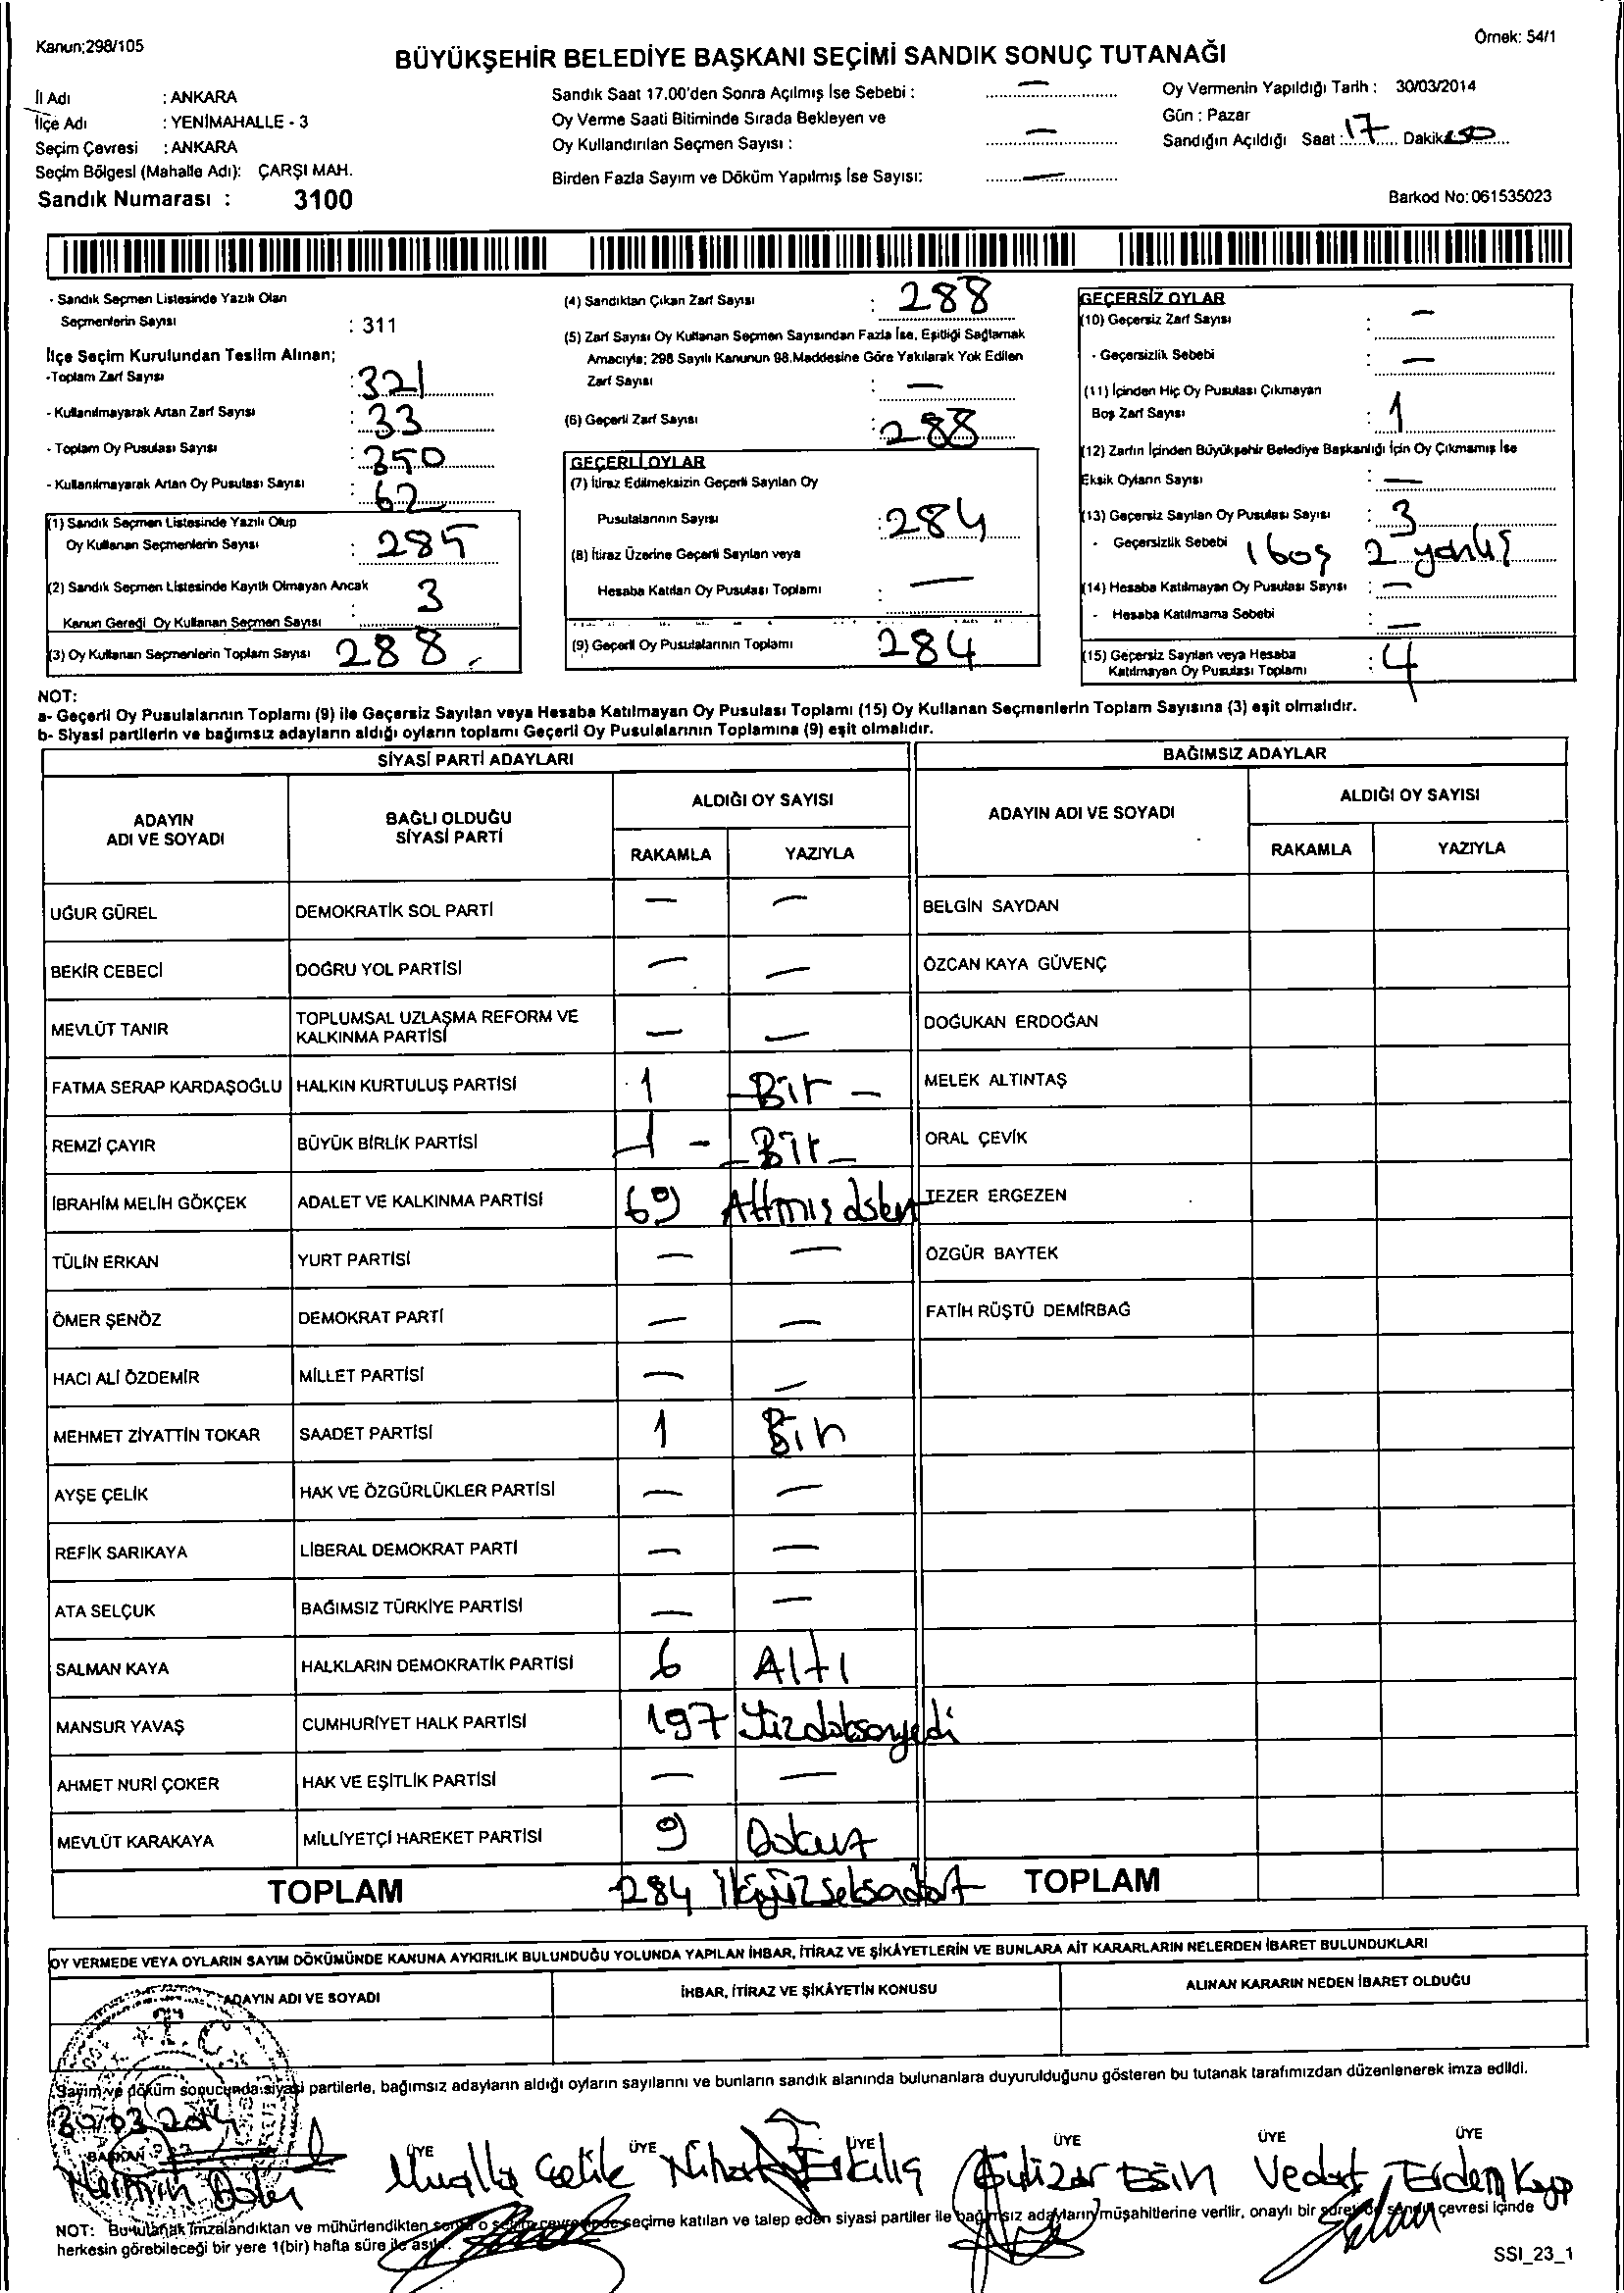 Kanun:298/105
Örnek: 54/1
BÜYÜKŞEHİR BELEDİYE BAŞKANI SEÇİMİ SANDIK SONUÇ TUTANAĞI
İl Adı : ANKARA
İlçe Adı : YENİMAHALLE - 3
Seçim Çevresi : ANKARA
Seçim Bölgesi (Mahalle Adı): ÇARŞI MAH.
Sandık Numarası : 3100
Sandık Saat 17.00'den Sonra Açılmış İse Sebebi : —
Oy Verme Saati Bitiminde Sırada Bekleyen ve
Oy Kullandırılan Seçmen Sayısı : —
Birden Fazla Sayım ve Döküm Yapılmış İse Sayısı: —
Oy Vermenin Yapıldığı Tarih : 30/03/2014
Gün : Pazar
Sandığın Açıldığı Saat : 17 Dakika 50
Barkod No: 061535023
- Sandık Seçmen Listesinde Yazılı Olan
Seçmenlerin Sayısı : 311
İlçe Seçim Kurulundan Teslim Alınan;
-Toplam Zarf Sayısı : 321
- Kullanılmayarak Artan Zarf Sayısı : 33
- Toplam Oy Pusulası Sayısı : 350
- Kullanılmayarak Artan Oy Pusulası Sayısı : 62
(1) Sandık Seçmen Listesinde Yazılı Olup
Oy Kullanan Seçmenlerin Sayısı : 285
(2) Sandık Seçmen Listesinde Kayıtlı Olmayan Ancak
Kanun Gereği Oy Kullanan Seçmen Sayısı : 3
(3) Oy Kullanan Seçmenlerin Toplam Sayısı 288
(4) Sandıktan Çıkan Zarf Sayısı : 288
(5) Zarf Sayısı Oy Kullanan Seçmen Sayısından Fazla İse, Eşitliği Sağlamak
Amacıyla; 298 Sayılı Kanunun 98.Maddesine Göre Yakılarak Yok Edilen
Zarf Sayısı : —
(6) Geçerli Zarf Sayısı : 288
GEÇERLİ OYLAR
(7) İtiraz Edilmeksizin Geçerli Sayılan Oy
Pusulalarının Sayısı : 284
(8) İtiraz Üzerine Geçerli Sayılan veya
Hesaba Katılan Oy Pusulası Toplamı : —
(9) Geçerli Oy Pusulalarının Toplamı : 284
GEÇERSİZ OYLAR
(10) Geçersiz Zarf Sayısı : —
- Geçersizlik Sebebi : —
(11) İçinden Hiç Oy Pusulası Çıkmayan
Boş Zarf Sayısı : 1
(12) Zarfın İçinden Büyükşehir Belediye Başkanlığı İçin Oy Çıkmamış İse
Eksik Oyların Sayısı : —
(13) Geçersiz Sayılan Oy Pusulası Sayısı : 3
- Geçersizlik Sebebi 1 boş 2 yanlış
(14) Hesaba Katılmayan Oy Pusulası Sayısı : —
- Hesaba Katılmama Sebebi : —
(15) Geçersiz Sayılan veya Hesaba
Katılmayan Oy Pusulası Toplamı : 4
NOT:
a- Geçerli Oy Pusulalarının Toplamı (9) ile Geçersiz Sayılan veya Hesaba Katılmayan Oy Pusulası Toplamı (15) Oy Kullanan Seçmenlerin Toplam Sayısına (3) eşit olmalıdır.
b- Siyasi partilerin ve bağımsız adayların aldığı oyların toplamı Geçerli Oy Pusulalarının Toplamına (9) eşit olmalıdır.
SİYASİ PARTİ ADAYLARI
BAĞIMSIZ ADAYLAR
ADAYIN
ADI VE SOYADI
BAĞLI OLDUĞU
SİYASİ PARTİ
ALDIĞI OY SAYISI
RAKAMLA YAZIYLA
ADAYIN ADI VE SOYADI
ALDIĞI OY SAYISI
RAKAMLA YAZIYLA
UĞUR GÜREL DEMOKRATİK SOL PARTİ — — BELGİN SAYDAN
BEKİR CEBECİ DOĞRU YOL PARTİSİ — — ÖZCAN KAYA GÜVENÇ
MEVLÜT TANIR TOPLUMSAL UZLAŞMA REFORM VE
KALKINMA PARTİSİ — — DOĞUKAN ERDOĞAN
FATMA SERAP KARDAŞOĞLU HALKIN KURTULUŞ PARTİSİ 1 -Bir - MELEK ALTINTAŞ
REMZİ ÇAYIR BÜYÜK BİRLİK PARTİSİ 1 - -Bir- ORAL ÇEVİK
İBRAHİM MELİH GÖKÇEK ADALET VE KALKINMA PARTİSİ 69 TEZER ERGEZEN
TÜLİN ERKAN YURT PARTİSİ — — ÖZGÜR BAYTEK
ÖMER ŞENÖZ DEMOKRAT PARTİ — — FATİH RÜŞTÜ DEMİRBAĞ
HACI ALİ ÖZDEMİR MİLLET PARTİSİ — —
MEHMET ZİYATTİN TOKAR SAADET PARTİSİ 1 Bir
AYŞE ÇELİK HAK VE ÖZGÜRLÜKLER PARTİSİ — —
REFİK SARIKAYA LİBERAL DEMOKRAT PARTİ — —
ATA SELÇUK BAĞIMSIZ TÜRKİYE PARTİSİ — —
SALMAN KAYA HALKLARIN DEMOKRATİK PARTİSİ 6 Altı
MANSUR YAVAŞ CUMHURİYET HALK PARTİSİ 197 Yüzdoksanyedi
AHMET NURİ ÇOKER HAK VE EŞİTLİK PARTİSİ — —
MEVLÜT KARAKAYA MİLLİYETÇİ HAREKET PARTİSİ 9 Dokuz
TOPLAM 284 İkiyüzseksendört TOPLAM
OY VERMEDE VEYA OYLARIN SAYIM DÖKÜMÜNDE KANUNA AYKIRILIK BULUNDUĞU YOLUNDA YAPILAN İHBAR, İTİRAZ VE ŞİKÂYETLERİN VE BUNLARA AİT KARARLARIN NELERDEN İBARET BULUNDUKLARI
ADAYIN ADI VE SOYADI İHBAR, İTİRAZ VE ŞİKÂYETİN KONUSU ALINAN KARARIN NEDEN İBARET OLDUĞU
T.C.
Sayım ve döküm sonucunda siyasi partilerle, bağımsız adayların aldığı oyların sayılarını ve bunların sandık alanında bulunanlara duyurulduğunu gösteren bu tutanak tarafımızdan düzenlenerek imza edildi.
30/03/2014
BAŞKAN ÜYE ÜYE ÜYE ÜYE ÜYE ÜYE
Nermin Mualla Çelik Nihat Eskılıç Gülizar Esin Vedat Erdem Kaya
NOT: Bu tutanak imzalandıktan ve mühürlendikten sonra o seçim çevresinde seçime katılan ve talep eden siyasi partiler ile bağımsız adayların müşahitlerine verilir, onaylı bir sureti de sandık çevresi içinde
herkesin görebileceği bir yere 1(bir) hafta süre ile asılır.
SSI_23_1